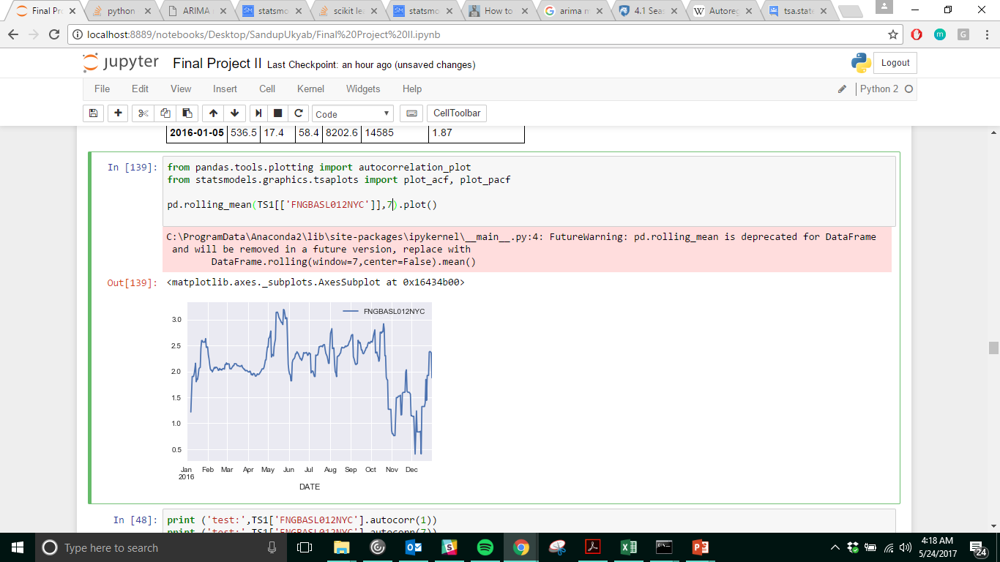 Final Pr
python
ARIMA
statsmo
scikit lea
statsmo
How to
arima m
4.1 Seas
Autoreg
tsa.stat
localhost:8889/notebooks/Desktop/SandupUkyab/Final%20Project%20II.ipynb
jupyter Final Project II Last Checkpoint: an hour ago (unsaved changes)
Logout
File Edit View Insert Cell Kernel Widgets Help
Python 2
Code
CellToolbar
2016-01-05 536.5 17.4 58.4 8202.6 14585 1.87
In [139]: from pandas.tools.plotting import autocorrelation_plot
from statsmodels.graphics.tsaplots import plot_acf, plot_pacf
pd.rolling_mean(TS1[['FNGBASL012NYC']],7).plot()
C:\ProgramData\Anaconda2\lib\site-packages\ipykernel\__main__.py:4: FutureWarning: pd.rolling_mean is deprecated for DataFrame
and will be removed in a future version, replace with
DataFrame.rolling(window=7,center=False).mean()
Out[139]: <matplotlib.axes._subplots.AxesSubplot at 0x16434b00>
FNGBASL012NYC
3.0
2.5
2.0
1.5
1.0
0.5
Jan Feb Mar Apr May Jun Jul Aug Sep Oct Nov Dec
2016
DATE
In [48]: print ('test:',TS1['FNGBASL012NYC'].autocorr(1))
print ('test:',TS1['FNGBASL012NYC'].autocorr(7))
Type here to search
4:18 AM
5/24/2017
24